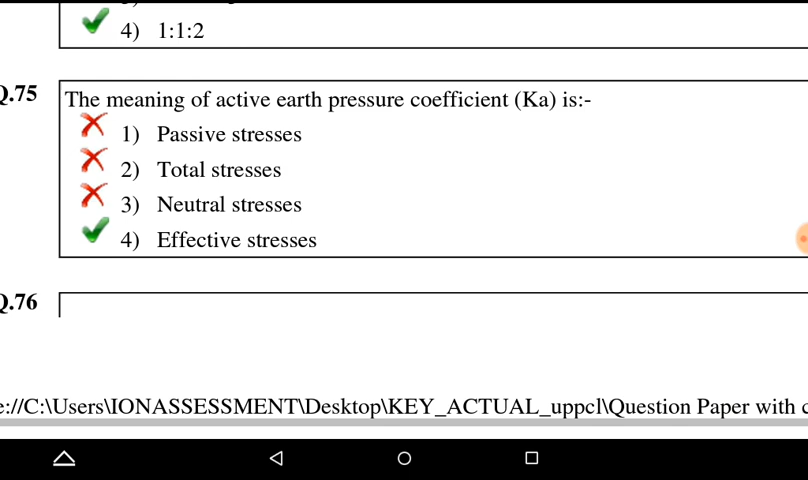 4) 1:1:2
Q.75
The meaning of active earth pressure coefficient (Ka) is:-
1) Passive stresses
2) Total stresses
3) Neutral stresses
4) Effective stresses
Q.76
e://C:\Users\IONASSESSMENT\Desktop\KEY_ACTUAL_uppcl\Question Paper with c